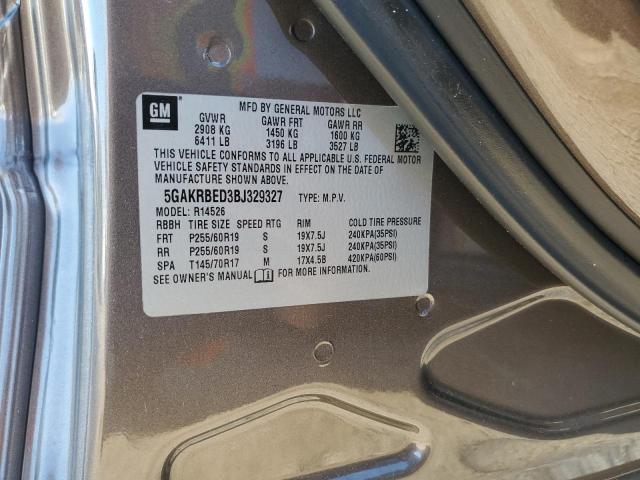 GM
MFD BY GENERAL MOTORS LLC
GVWR GAWR FRT GAWR RR
2908 KG 1450 KG 1600 KG
6411 LB 3196 LB 3527 LB
THIS VEHICLE CONFORMS TO ALL APPLICABLE U.S. FEDERAL MOTOR
VEHICLE SAFETY STANDARDS IN EFFECT ON THE DATE OF
MANUFACTURE SHOWN ABOVE.
5GAKRBED3BJ329327 TYPE: M.P.V.
MODEL: R14526
RBBH TIRE SIZE SPEED RTG RIM COLD TIRE PRESSURE
FRT P255/60R19 S 19X7.5J 240KPA(35PSI)
RR P255/60R19 S 19X7.5J 240KPA(35PSI)
SPA T145/70R17 M 17X4.5B 420KPA(60PSI)
SEE OWNER'S MANUAL FOR MORE INFORMATION.